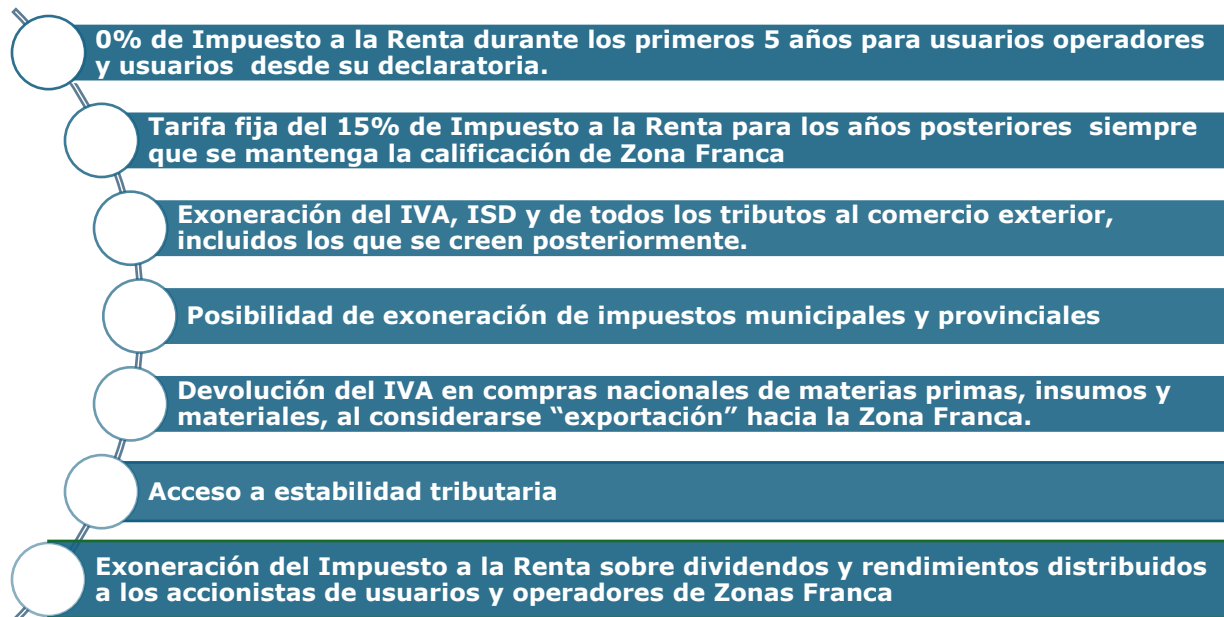 0% de Impuesto a la Renta durante los primeros 5 años para usuarios operadores
y usuarios desde su declaratoria.
Tarifa fija del 15% de Impuesto a la Renta para los años posteriores siempre
que se mantenga la calificación de Zona Franca
Exoneración del IVA, ISD y de todos los tributos al comercio exterior,
incluidos los que se creen posteriormente.
Posibilidad de exoneración de impuestos municipales y provinciales
Devolución del IVA en compras nacionales de materias primas, insumos y
materiales, al considerarse “exportación” hacia la Zona Franca.
Acceso a estabilidad tributaria
Exoneración del Impuesto a la Renta sobre dividendos y rendimientos distribuidos
a los accionistas de usuarios y operadores de Zonas Franca